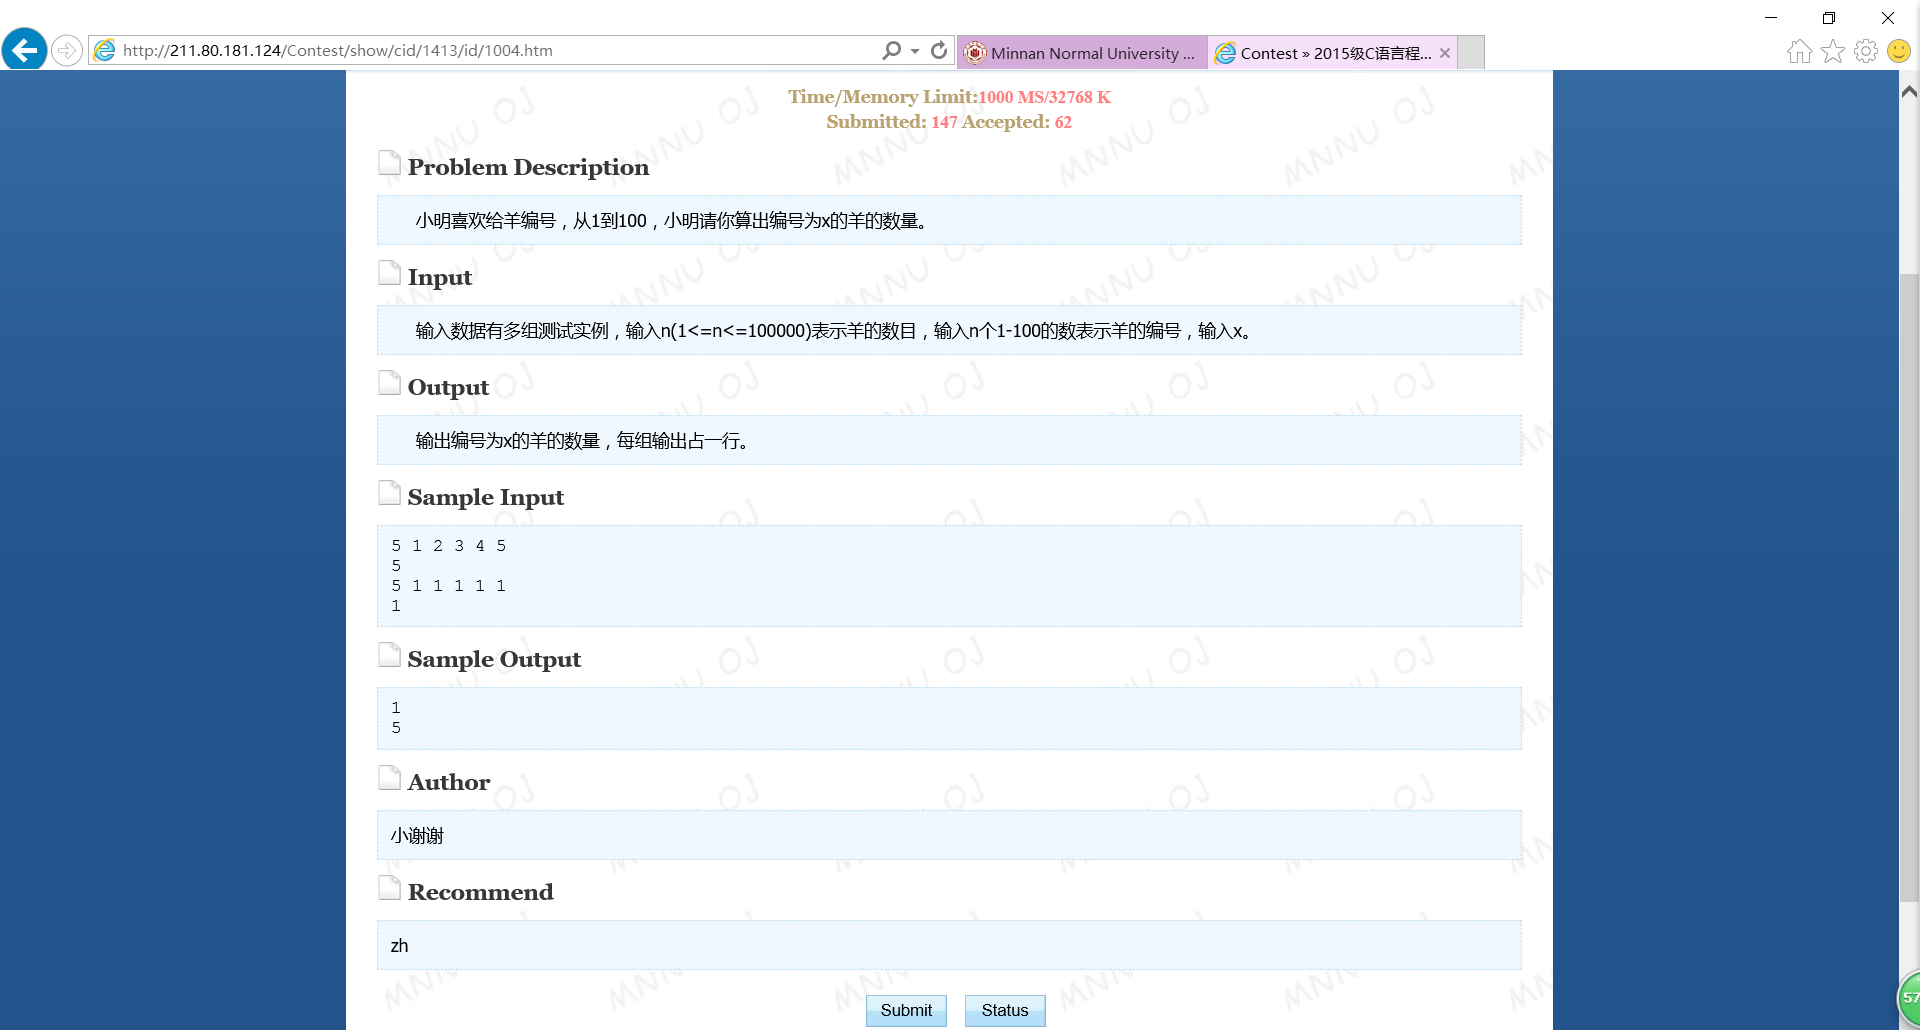 http://211.80.181.124/Contest/show/cid/1413/id/1004.htm
Minnan Normal University ...
Contest » 2015级C语言程...
Time/Memory Limit:1000 MS/32768 K
Submitted: 147 Accepted: 62
Problem Description
小明喜欢给羊编号，从1到100，小明请你算出编号为x的羊的数量。
Input
输入数据有多组测试实例，输入n(1<=n<=100000)表示羊的数目，输入n个1-100的数表示羊的编号，输入x。
Output
输出编号为x的羊的数量，每组输出占一行。
Sample Input
5 1 2 3 4 5
5
5 1 1 1 1 1
1
Sample Output
1
5
Author
小谢谢
Recommend
zh
Submit Status
MNNU OJ
57